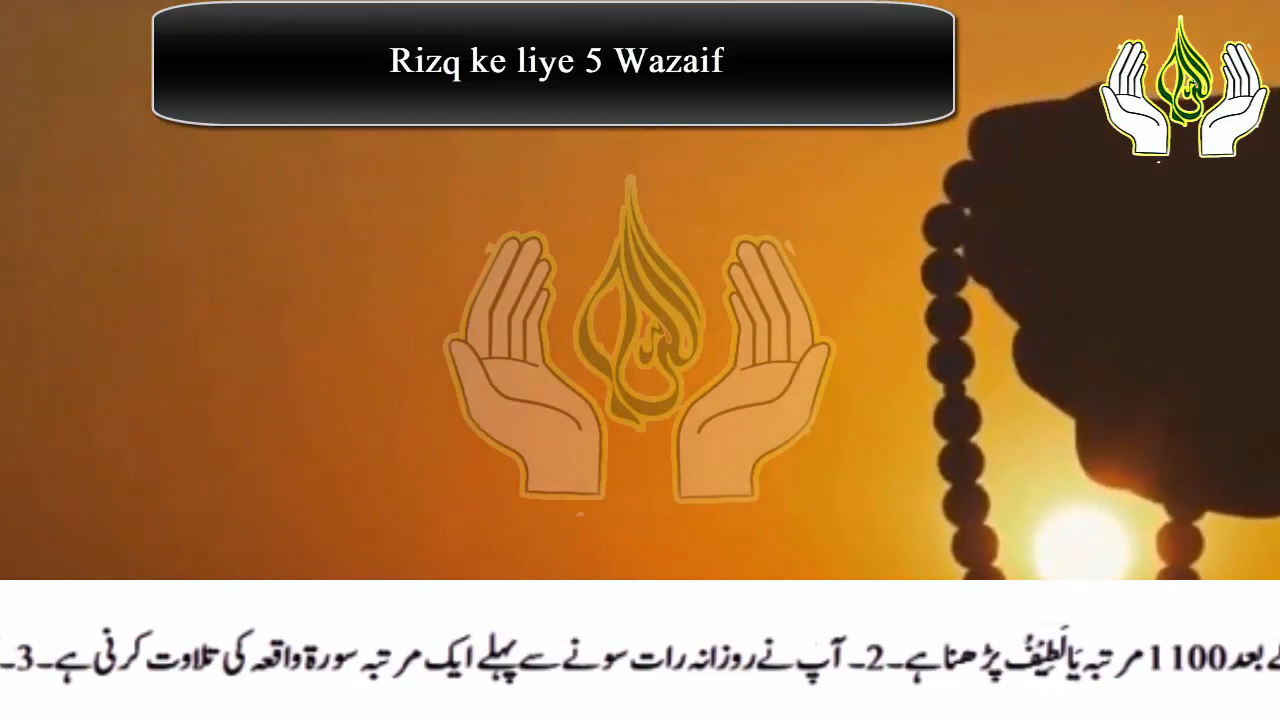 Rizq ke liye 5 Wazaif
بعد 1100 مرتبہ یَالَطِیْفُ پڑھنا ہے۔2۔ آپ نے روزانہ رات سونے سے پہلے ایک مرتبہ سورۃ واقعہ کی تلاوت کرنی ہے۔3۔